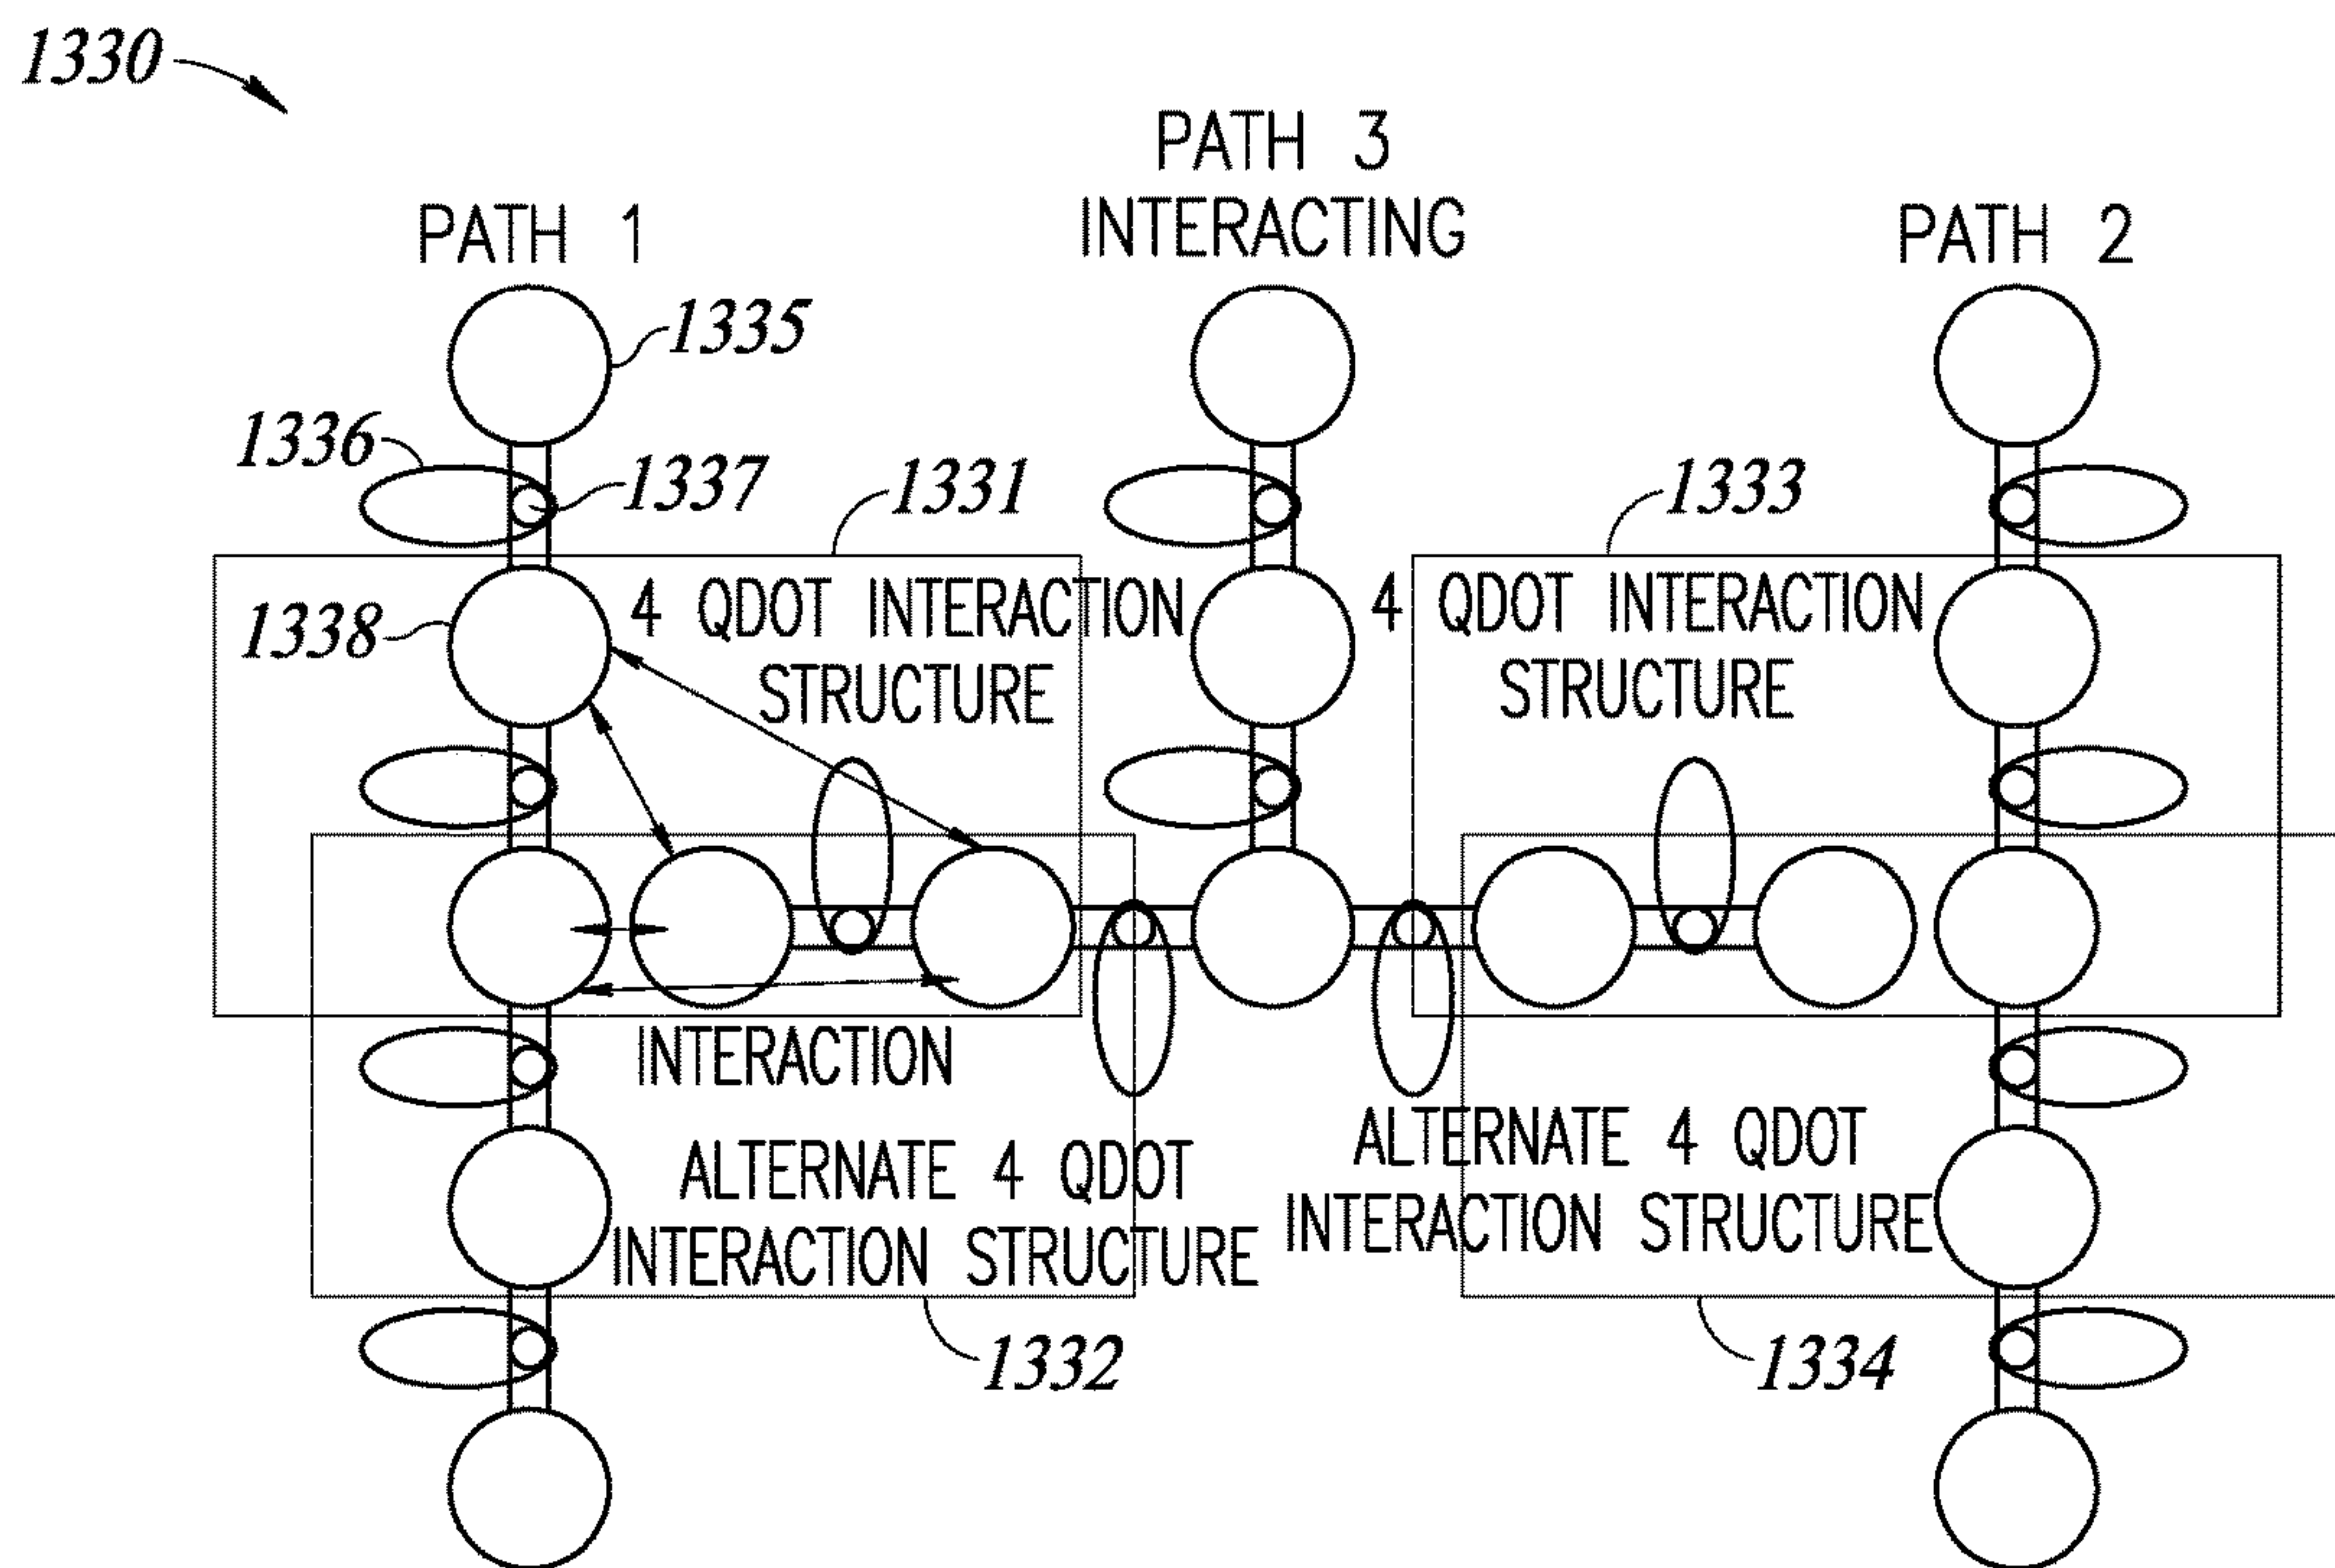 1330
PATH 3
INTERACTING
PATH 1
PATH 2
1335
1336
1337
1331
1333
1338
4 QDOT INTERACTION
STRUCTURE
4 QDOT INTERACTION
STRUCTURE
INTERACTION
ALTERNATE 4 QDOT
INTERACTION STRUCTURE
ALTERNATE 4 QDOT
INTERACTION STRUCTURE
1332
1334